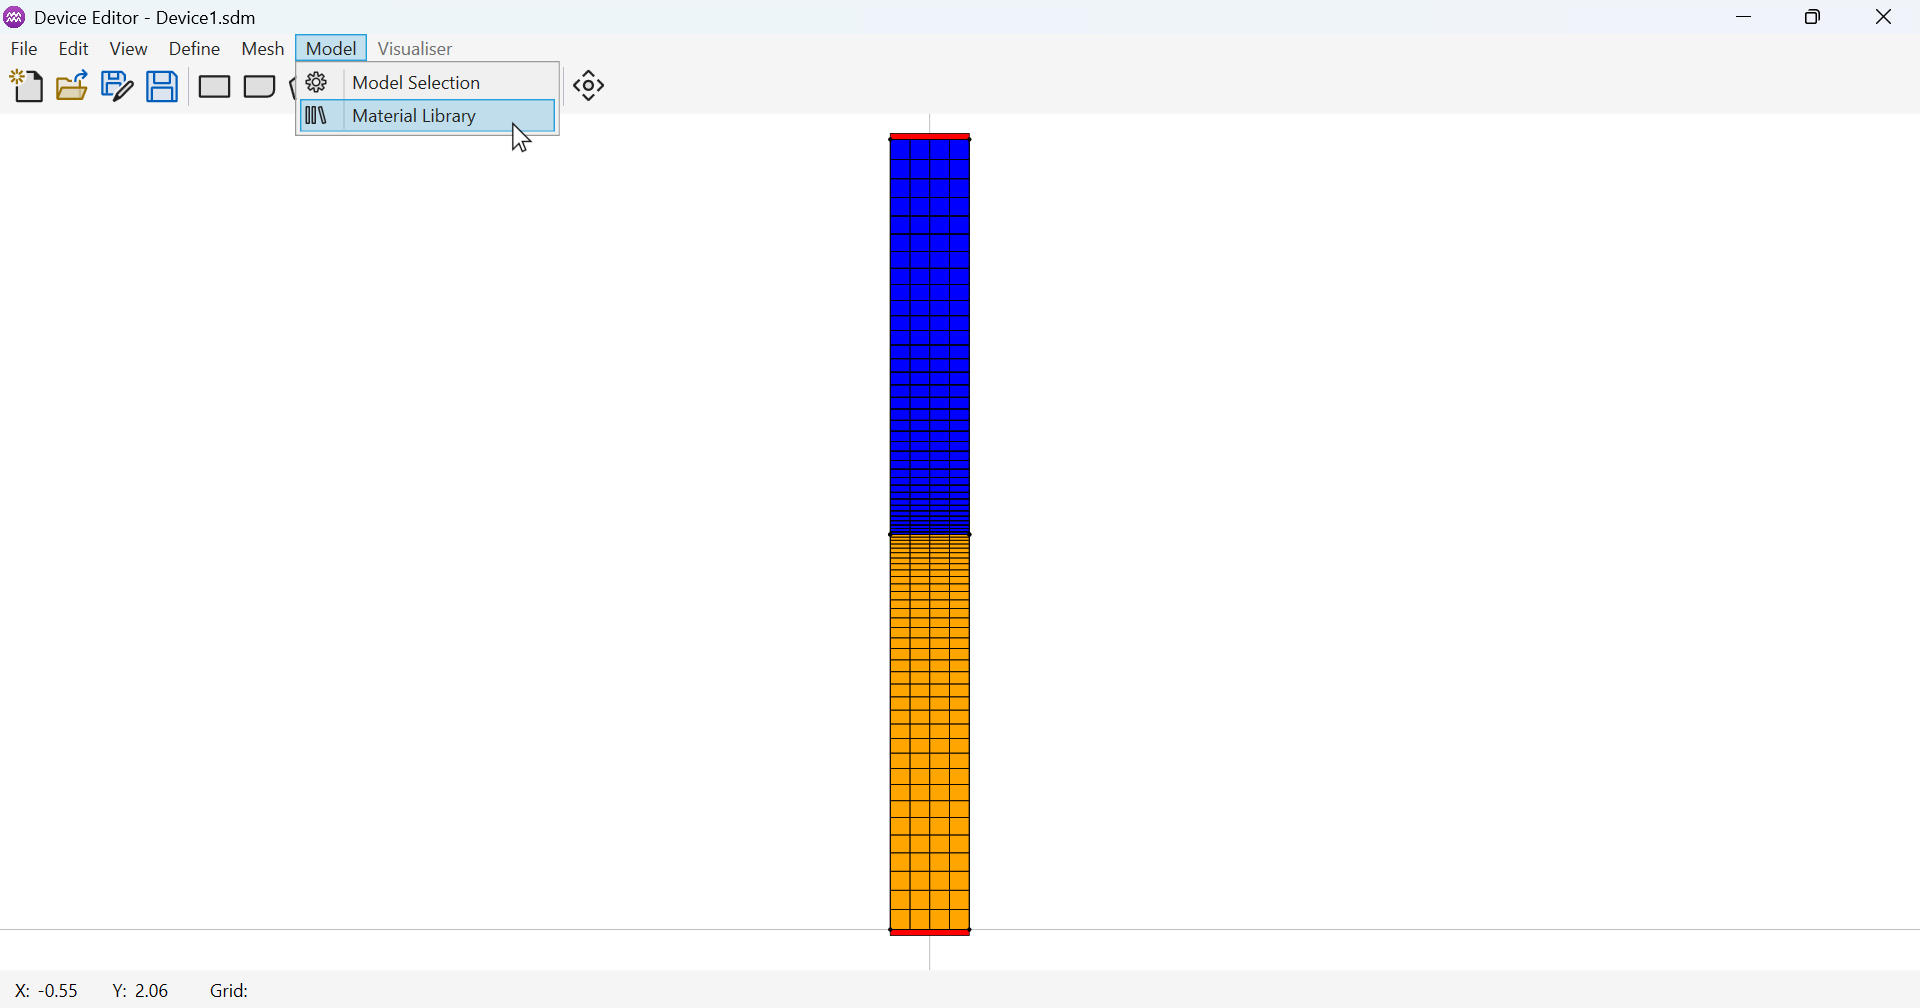 Device Editor - Device1.sdm
File Edit View Define Mesh Model Visualiser
Model Selection
Material Library
X: -0.55 Y: 2.06 Grid: